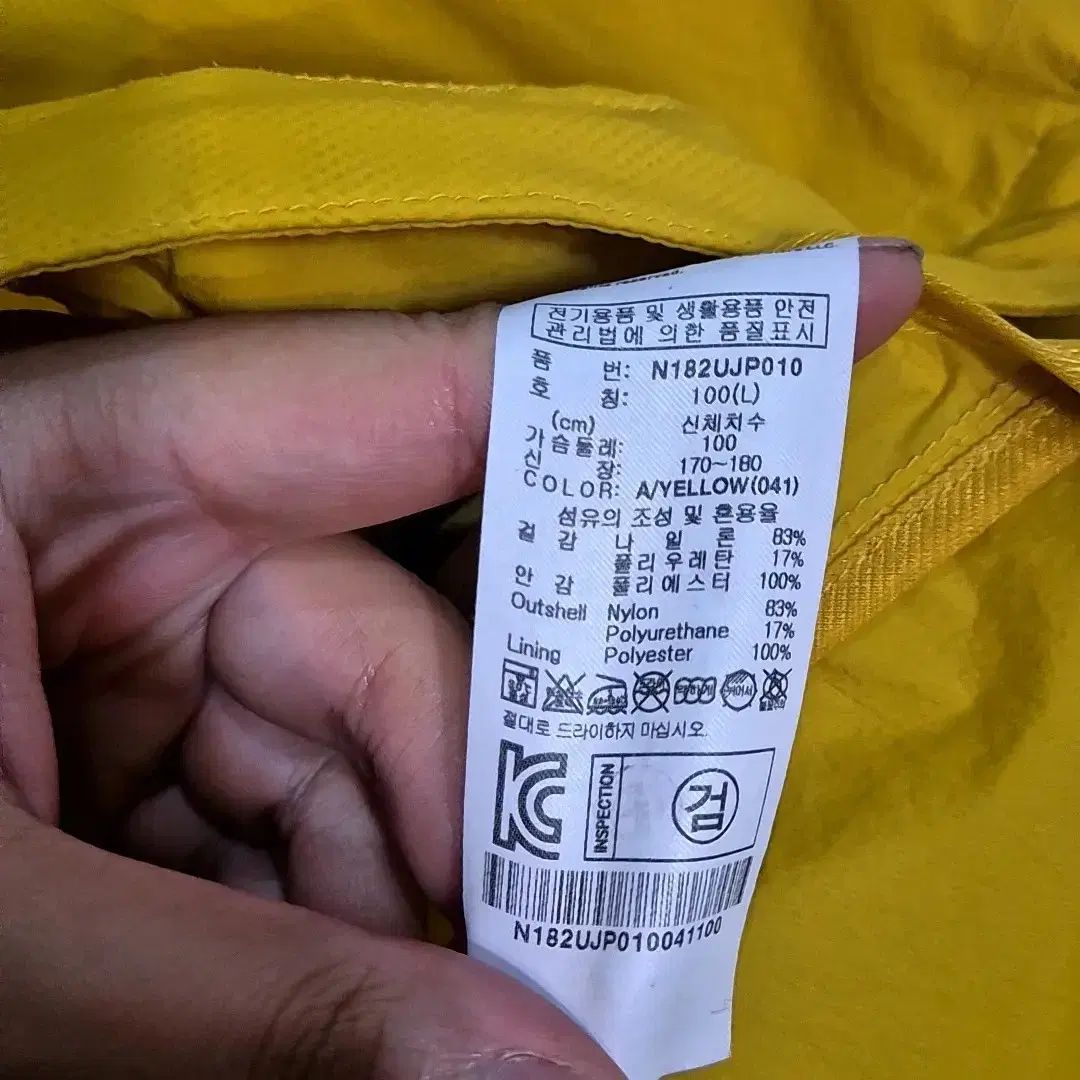 전기용품 및 생활용품 안전
관리법에 의한 품질표시
품 번: N182UJP010
호 칭: 100(L)
(cm) 신체치수
가슴둘레: 100
신 장: 170~180
COLOR: A/YELLOW(041)
섬유의 조성 및 혼용율
겉 감 나 일 론 83%
폴리우레탄 17%
안 감 폴리에스터 100%
Outshell Nylon 83%
Polyurethane 17%
Lining Polyester 100%
절대로 드라이하지 마십시오.
KC
INSPECTION
검
N182UJP010041100